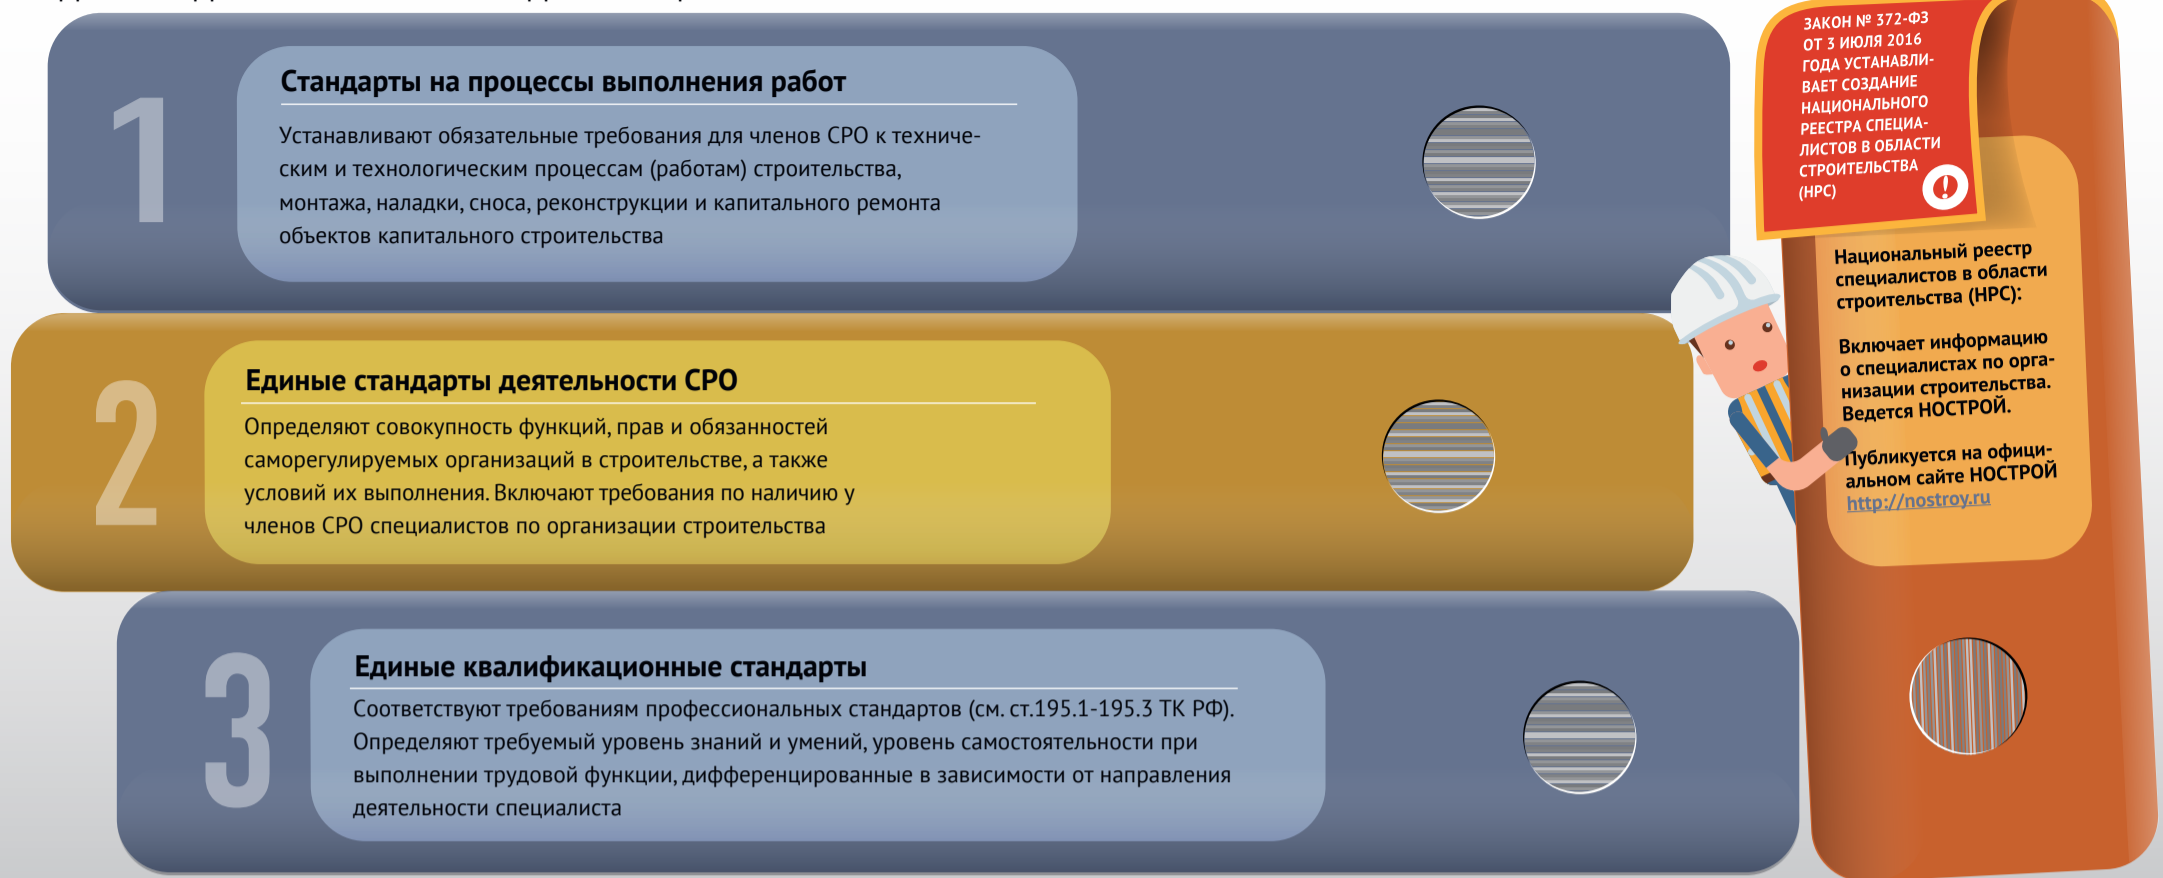 1
Стандарты на процессы выполнения работ
Устанавливают обязательные требования для членов СРО к техниче-
ским и технологическим процессам (работам) строительства,
монтажа, наладки, сноса, реконструкции и капитального ремонта
объектов капитального строительства
2
Единые стандарты деятельности СРО
Определяют совокупность функций, прав и обязанностей
саморегулируемых организаций в строительстве, а также
условий их выполнения. Включают требования по наличию у
членов СРО специалистов по организации строительства
3
Единые квалификационные стандарты
Соответствуют требованиям профессиональных стандартов (см. ст.195.1-195.3 ТК РФ).
Определяют требуемый уровень знаний и умений, уровень самостоятельности при
выполнении трудовой функции, дифференцированные в зависимости от направления
деятельности специалиста
ЗАКОН № 372-ФЗ
ОТ 3 ИЮЛЯ 2016
ГОДА УСТАНАВЛИ-
ВАЕТ СОЗДАНИЕ
НАЦИОНАЛЬНОГО
РЕЕСТРА СПЕЦИА-
ЛИСТОВ В ОБЛАСТИ
СТРОИТЕЛЬСТВА
(НРС)
!
Национальный реестр
специалистов в области
строительства (НРС):
Включает информацию
о специалистах по орга-
низации строительства.
Ведется НОСТРОЙ.
Публикуется на офици-
альном сайте НОСТРОЙ
http://nostroy.ru